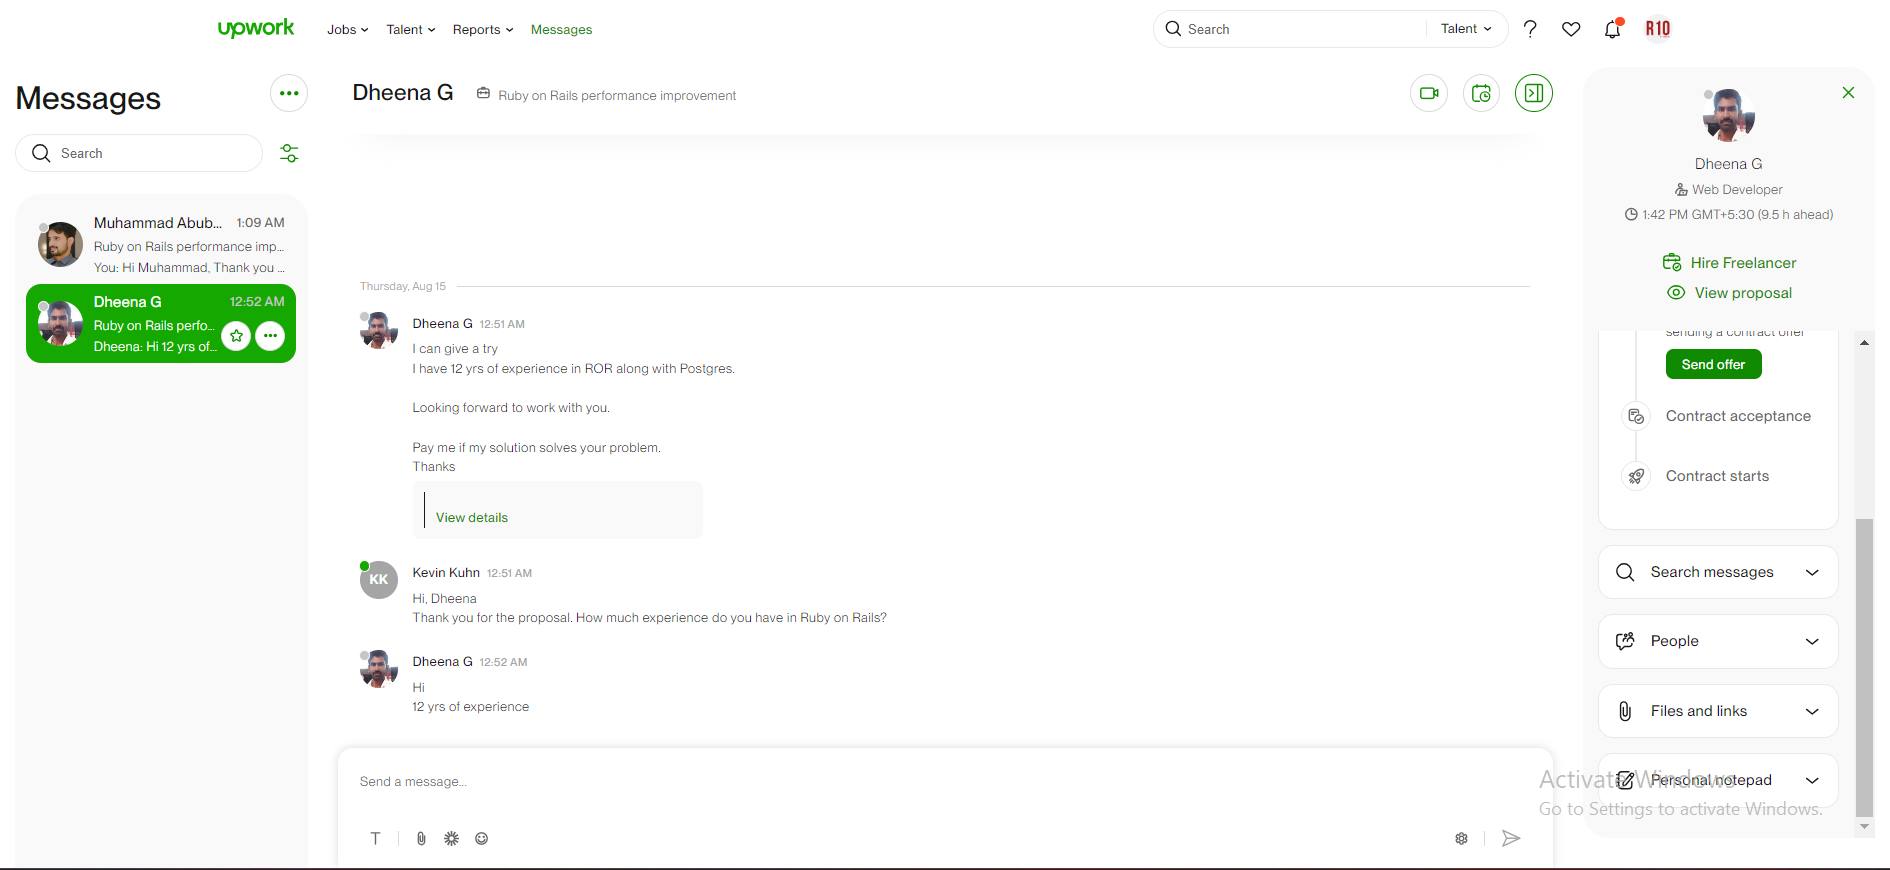 upwork
Jobs
Talent
Reports
Messages
Search
Talent
R10
Messages
Search
Muhammad Abub... 1:09 AM
Ruby on Rails performance imp...
You: Hi Muhammad, Thank you ...
Dheena G 12:52 AM
Ruby on Rails perfo...
Dheena: Hi 12 yrs of...
Dheena G
Ruby on Rails performance improvement
Thursday, Aug 15
Dheena G 12:51 AM
I can give a try
I have 12 yrs of experience in ROR along with Postgres.
Looking forward to work with you.
Pay me if my solution solves your problem.
Thanks
View details
KK
Kevin Kuhn 12:51 AM
Hi, Dheena
Thank you for the proposal. How much experience do you have in Ruby on Rails?
Dheena G 12:52 AM
Hi
12 yrs of experience
Send a message...
Dheena G
Web Developer
1:42 PM GMT+5:30 (9.5 h ahead)
Hire Freelancer
View proposal
sending a contract offer
Send offer
Contract acceptance
Contract starts
Search messages
People
Files and links
Personal notepad
Activate Windows
Go to Settings to activate Windows.